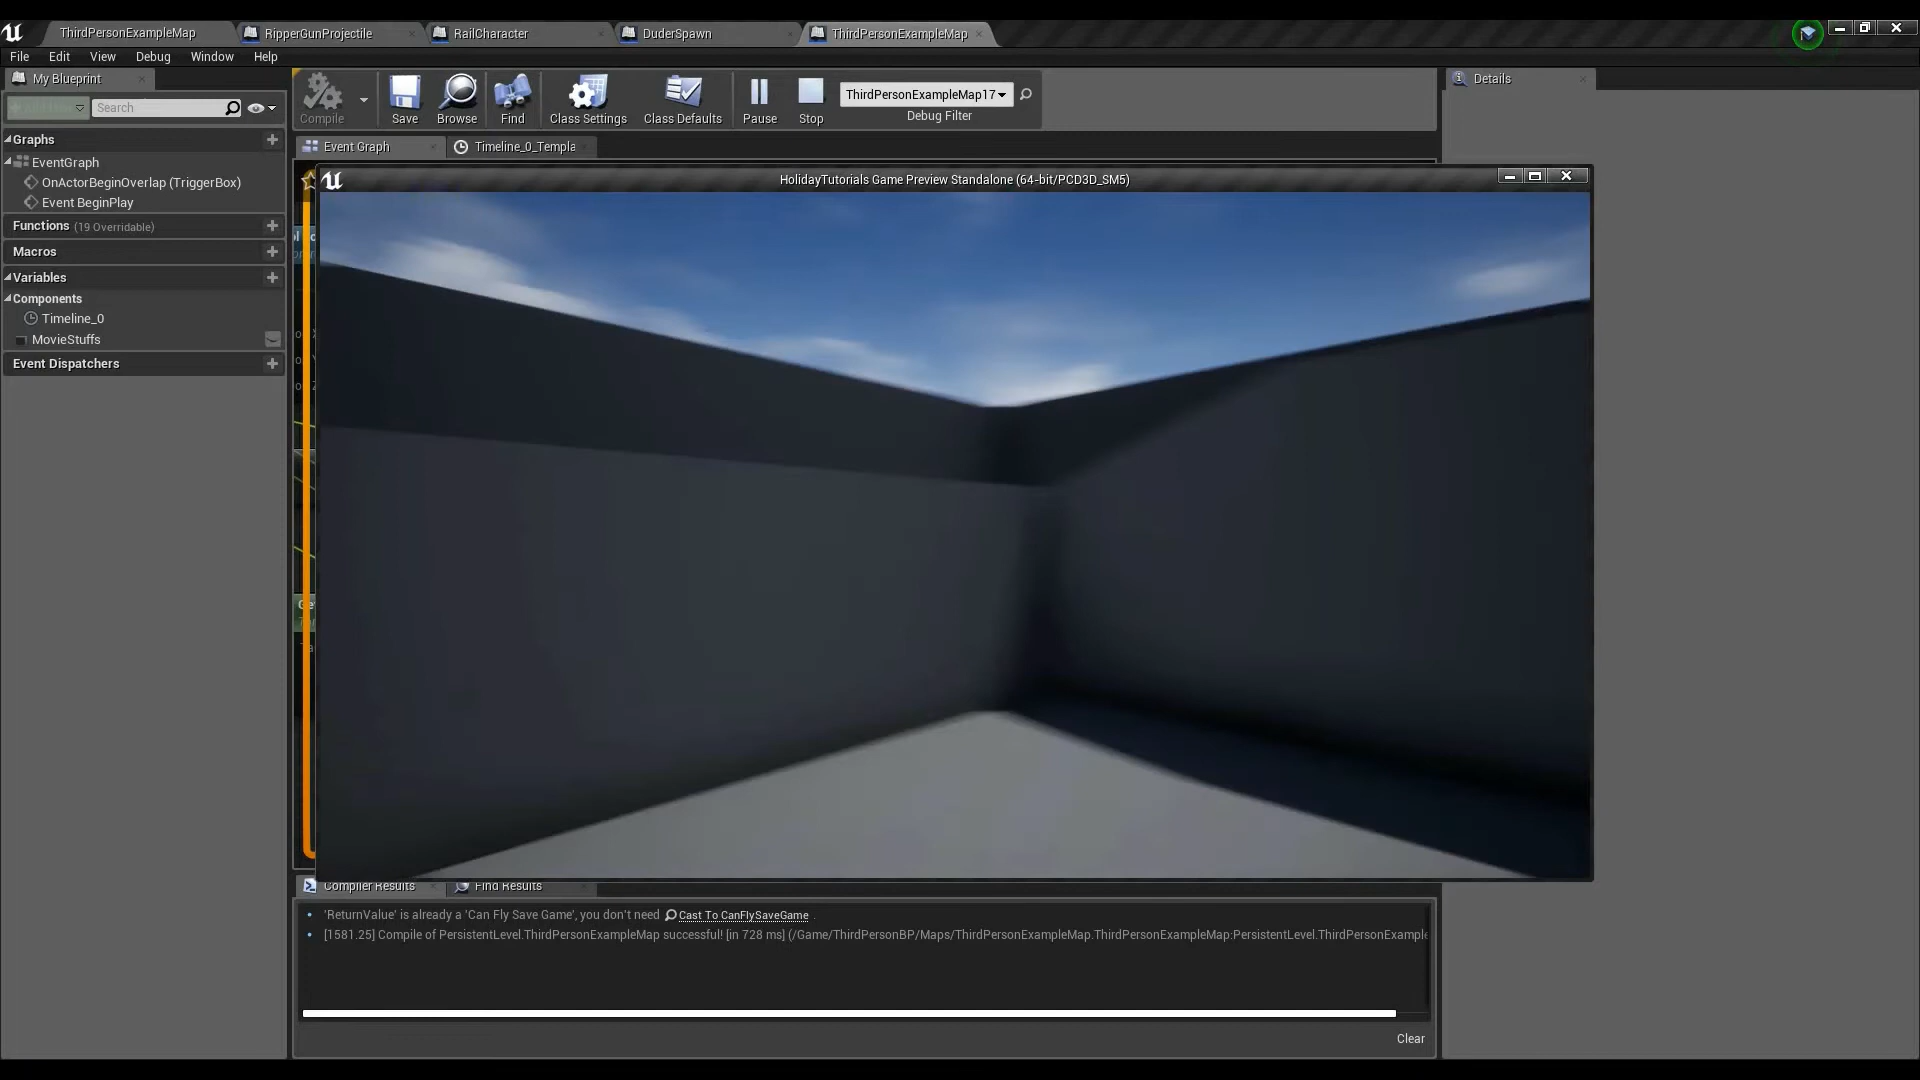 ThirdPersonExampleMap
RipperGunProjectile
RailCharacter
DuderSpawn
ThirdPersonExampleMap
File Edit View Debug Window Help
My Blueprint
Search
Graphs
EventGraph
OnActorBeginOverlap (TriggerBox)
Event BeginPlay
Functions (19 Overridable)
Macros
Variables
Components
Timeline_0
MovieStuffs
Event Dispatchers
Compile
Save
Browse
Find
Class Settings
Class Defaults
Pause
Stop
ThirdPersonExampleMap17
Debug Filter
Details
Event Graph
Timeline_0_Templa
HolidayTutorials Game Preview Standalone (64-bit/PCD3D_SM5)
Compiler Results
Find Results
'ReturnValue' is already a 'Can Fly Save Game', you don't need Cast To CanFlySaveGame .
[1581.25] Compile of PersistentLevel.ThirdPersonExampleMap successful! [in 728 ms] (/Game/ThirdPersonBP/Maps/ThirdPersonExampleMap.ThirdPersonExampleMap:PersistentLevel.ThirdPersonExample
Clear